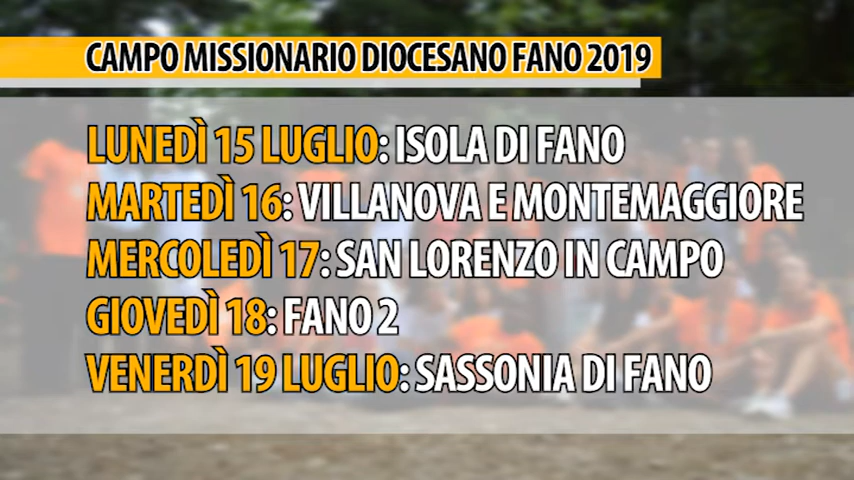 CAMPO MISSIONARIO DIOCESANO FANO 2019
LUNEDÌ 15 LUGLIO: ISOLA DI FANO
MARTEDÌ 16: VILLANOVA E MONTEMAGGIORE
MERCOLEDÌ 17: SAN LORENZO IN CAMPO
GIOVEDÌ 18: FANO 2
VENERDÌ 19 LUGLIO: SASSONIA DI FANO